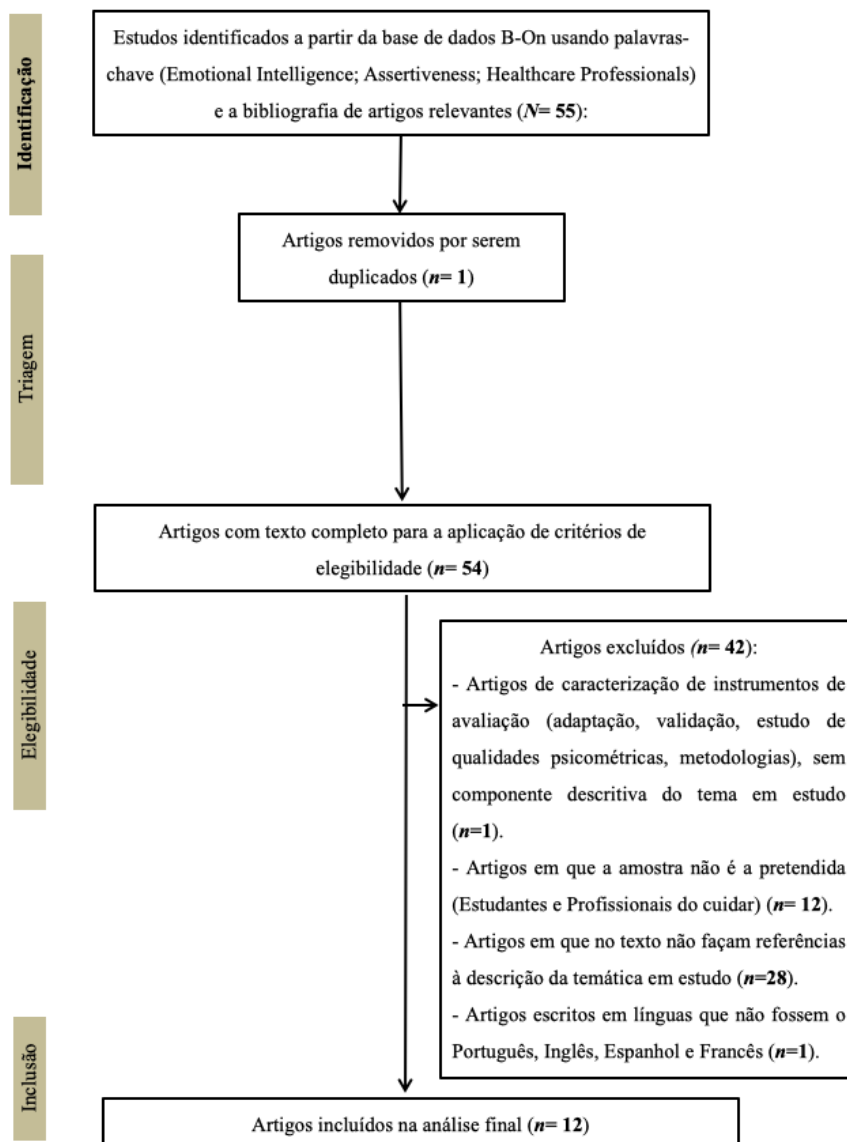 Identificação
Estudos identificados a partir da base de dados B-On usando palavras-
chave (Emotional Intelligence; Assertiveness; Healthcare Professionals)
e a bibliografia de artigos relevantes (N= 55):
Triagem
Artigos removidos por serem
duplicados (n= 1)
Artigos com texto completo para a aplicação de critérios de
elegibilidade (n= 54)
Elegibilidade
Artigos excluídos (n= 42):
- Artigos de caracterização de instrumentos de
avaliação (adaptação, validação, estudo de
qualidades psicométricas, metodologias), sem
componente descritiva do tema em estudo
(n=1).
- Artigos em que a amostra não é a pretendida
(Estudantes e Profissionais do cuidar) (n= 12).
- Artigos em que no texto não façam referências
à descrição da temática em estudo (n=28).
- Artigos escritos em línguas que não fossem o
Português, Inglês, Espanhol e Francês (n=1).
Inclusão
Artigos incluídos na análise final (n= 12)